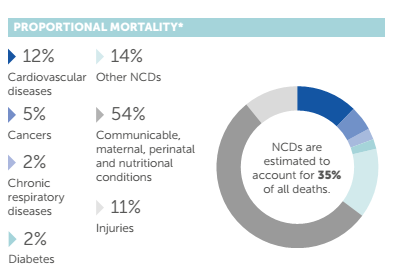 PROPORTIONAL MORTALITY*
12%
Cardiovascular
diseases
5%
Cancers
2%
Chronic
respiratory
diseases
2%
Diabetes
14%
Other NCDs
54%
Communicable,
maternal, perinatal
and nutritional
conditions
11%
Injuries
NCDs are
estimated to
account for 35%
of all deaths.